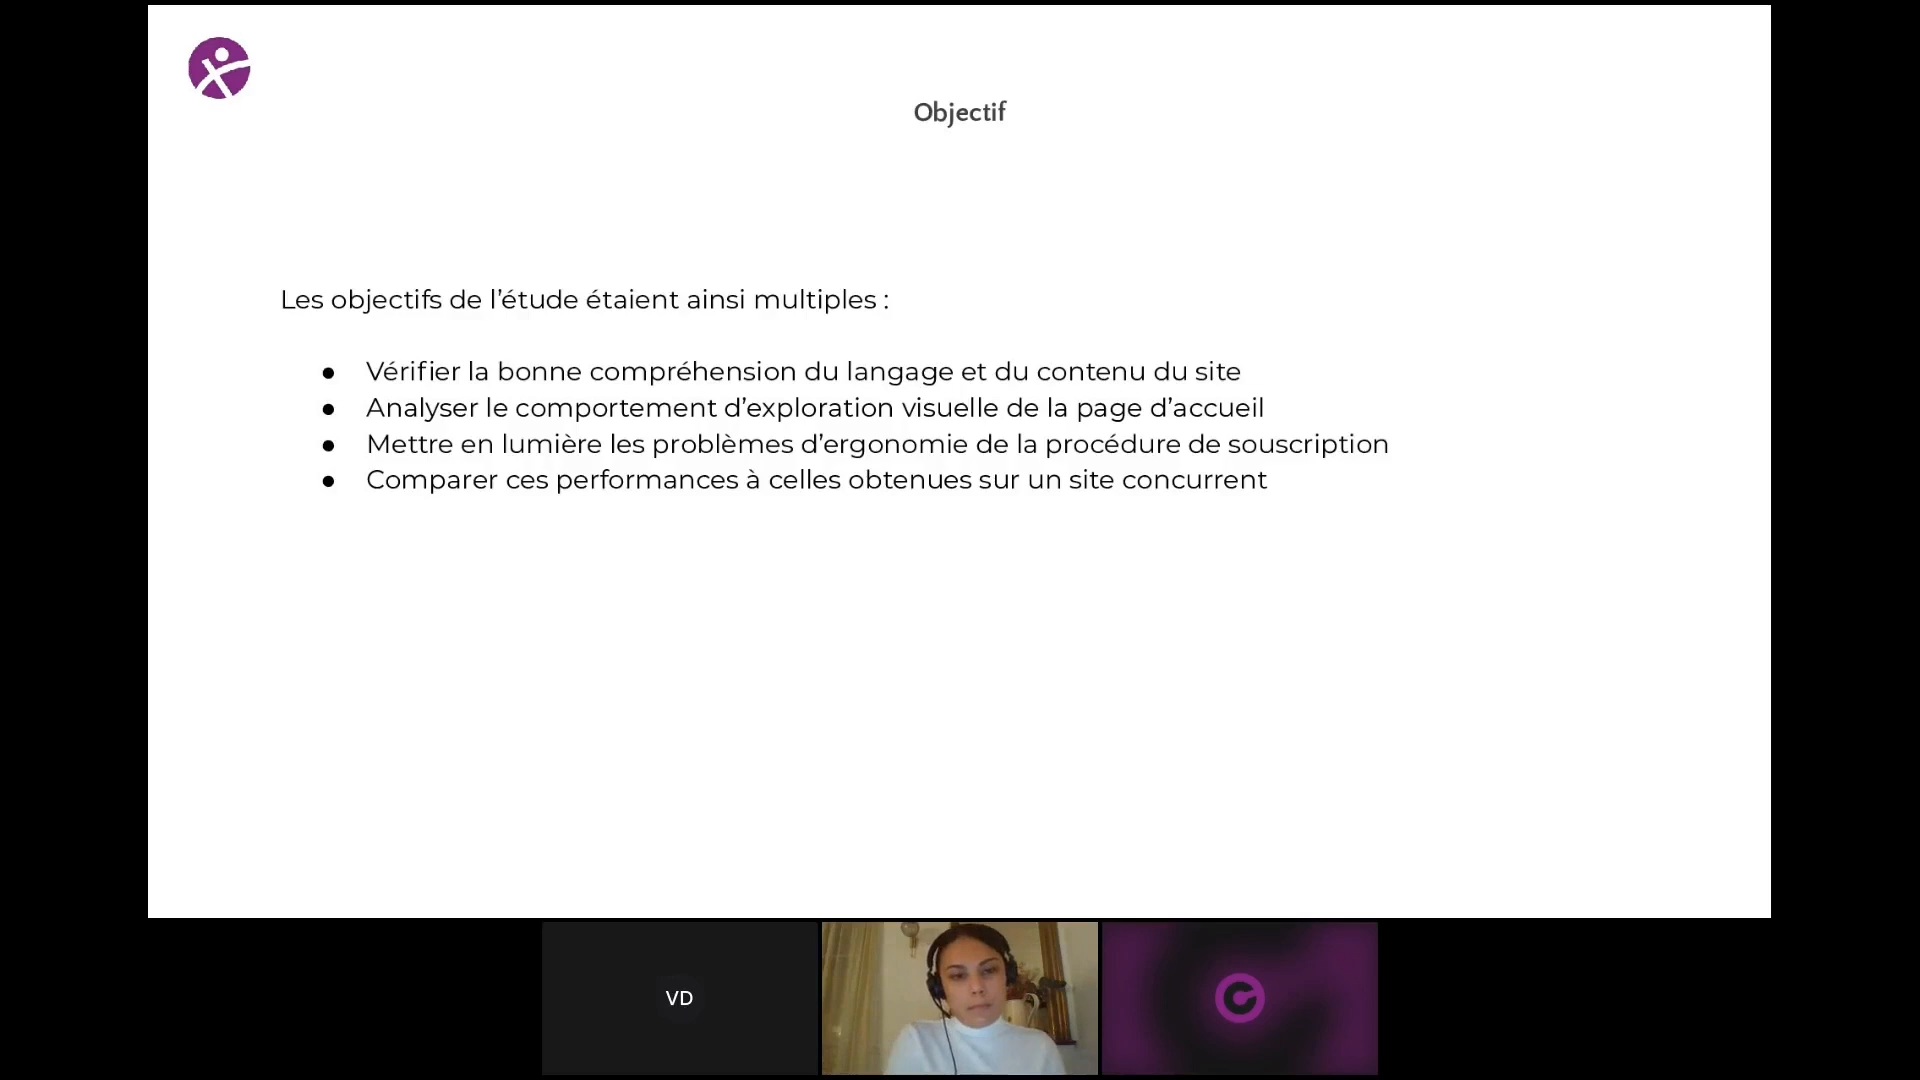 Objectif
Les objectifs de l’étude étaient ainsi multiples :
● Vérifier la bonne compréhension du langage et du contenu du site
● Analyser le comportement d’exploration visuelle de la page d’accueil
● Mettre en lumière les problèmes d’ergonomie de la procédure de souscription
● Comparer ces performances à celles obtenues sur un site concurrent
VD